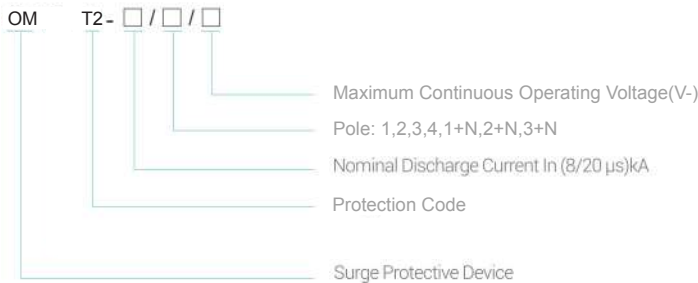 OM T2- □ / □ / □
Maximum Continuous Operating Voltage(V-)
Pole: 1,2,3,4,1+N,2+N,3+N
Nominal Discharge Current In (8/20 μs)kA
Protection Code
Surge Protective Device